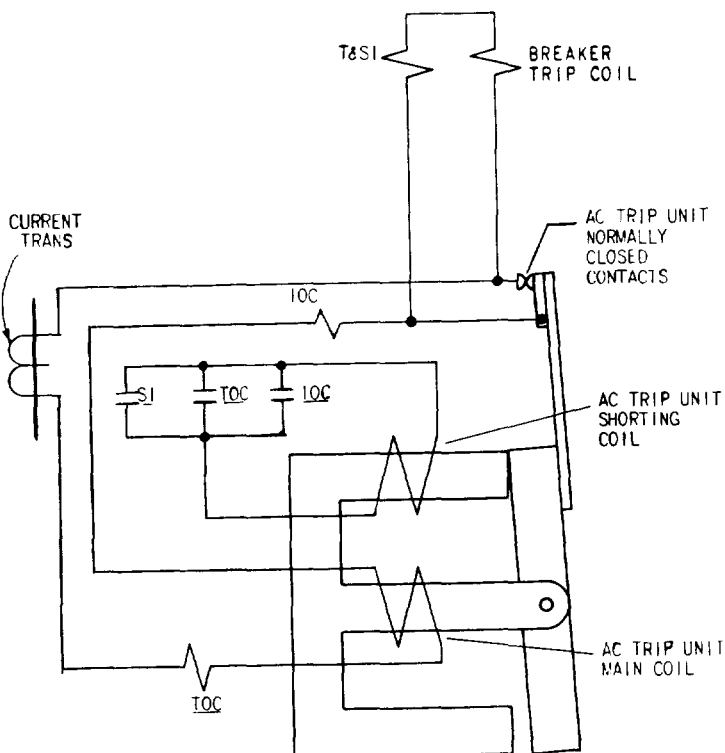 T&SI
BREAKER
TRIP COIL
CURRENT
TRANS
AC TRIP UNIT
NORMALLY
CLOSED
CONTACTS
IOC
SI
TOC
IOC
AC TRIP UNIT
SHORTING
COIL
AC TRIP UNIT
MAIN COIL
TOC